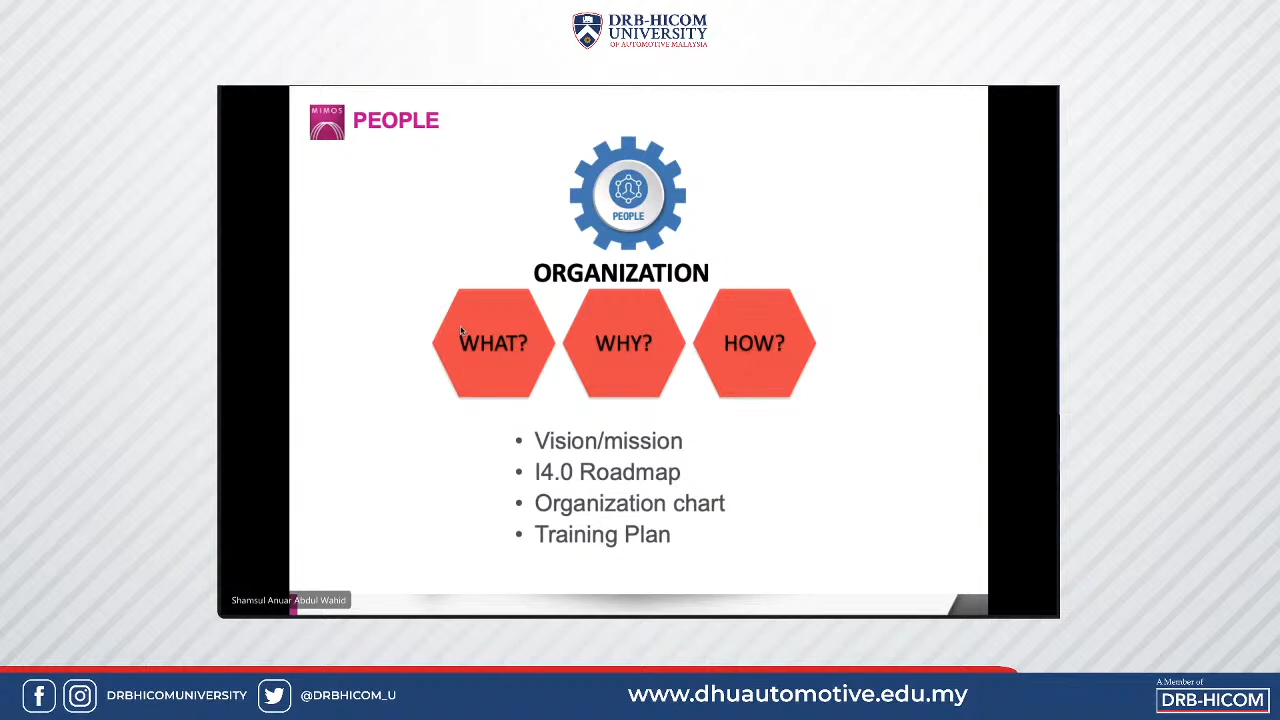 DRB-HICOM
UNIVERSITY
OF AUTOMOTIVE MALAYSIA
MIMOS
PEOPLE
PEOPLE
ORGANIZATION
WHAT?
WHY?
HOW?
• Vision/mission
• I4.0 Roadmap
• Organization chart
• Training Plan
Shamsul Anuar Abdul Wahid
DRBHICOMUNIVERSITY
@DRBHICOM_U
www.dhuautomotive.edu.my
A Member of
DRB-HICOM